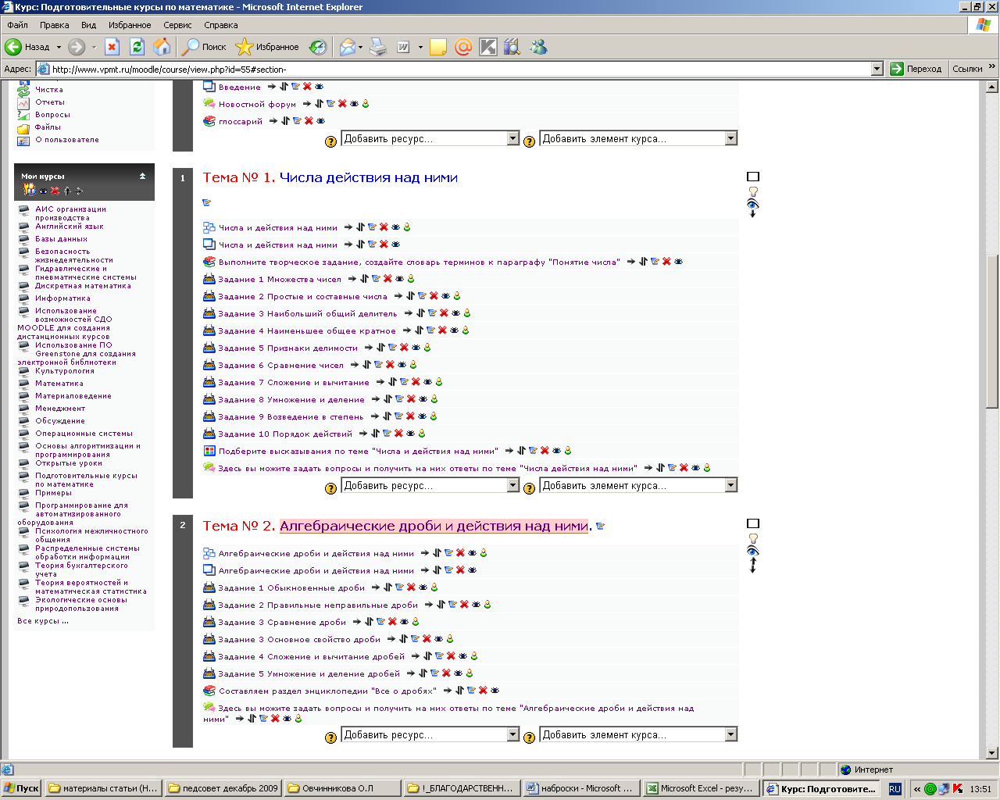 Курс: Подготовительные курсы по математике - Microsoft Internet Explorer
Файл Правка Вид Избранное Сервис Справка
Назад Поиск Избранное
Адрес: http://www.vpmt.ru/moodle/course/view.php?id=55#section- Переход Ссылки »
Чистка
Отчеты
Вопросы
Файлы
О пользователе
Мои курсы
АИС организации
производства
Английский язык
Базы данных
Безопасность
жизнедеятельности
Гидравлические и
пневматические системы
Дискретная математика
Информатика
Использование
возможностей СДО
MOODLE для создания
дистанционных курсов
Использование ПО
Greenstone для создания
электронной библиотеки
Культурология
Математика
Материаловедение
Менеджмент
Обсуждение
Операционные системы
Основы алгоритмизации и
программирования
Открытые уроки
Подготовительные курсы
по математике
Примеры
Программирование для
автоматизированного
оборудования
Психология межличностного
общения
Распределенные системы
обработки информации
Теория бухгалтерского
учета
Теория вероятностей и
математическая статистика
Экологические основы
природопользования
Все курсы ...
Введение
Новостной форум
глоссарий
Добавить ресурс... Добавить элемент курса...
1 Тема № 1. Числа действия над ними
Числа и действия над ними
Числа и действия над ними
Выполните творческое задание, создайте словарь терминов к параграфу "Понятие числа"
Задание 1 Множества чисел
Задание 2 Простые и составные числа
Задание 3 Наибольший общий делитель
Задание 4 Наименьшее общее кратное
Задание 5 Признаки делимости
Задание 6 Сравнение чисел
Задание 7 Сложение и вычитание
Задание 8 Умножение и деление
Задание 9 Возведение в степень
Задание 10 Порядок действий
Подберите высказывания по теме "Числа и действия над ними"
Здесь вы можите задать вопросы и получить на них ответы по теме "Числа действия над ними"
Добавить ресурс... Добавить элемент курса...
2 Тема № 2. Алгебраические дроби и действия над ними.
Алгебраические дроби и действия над ними
Алгебраические дроби и действия над ними
Задание 1 Обыкновенные дроби
Задание 2 Правильные неправильные дроби
Задание 3 Сравнение дроби
Задание 3 Основное свойство дроби
Задание 4 Сложение и вычитание дробей
Задание 5 Умножение и деление дробей
Составляем раздел энциклопедии "Все о дробях"
Здесь вы можите задать вопросы и получить на них ответы по теме "Алгебраические дроби и действия над
ними"
Добавить ресурс... Добавить элемент курса...
Интернет
Пуск материалы статьи (Н... педсовет декабрь 2009 Овчинникова О.Л !_БЛАГОДАРСТВЕНН... наброски - Microsoft ... Microsoft Excel - резу... Курс: Подготовите... RU « 13:51